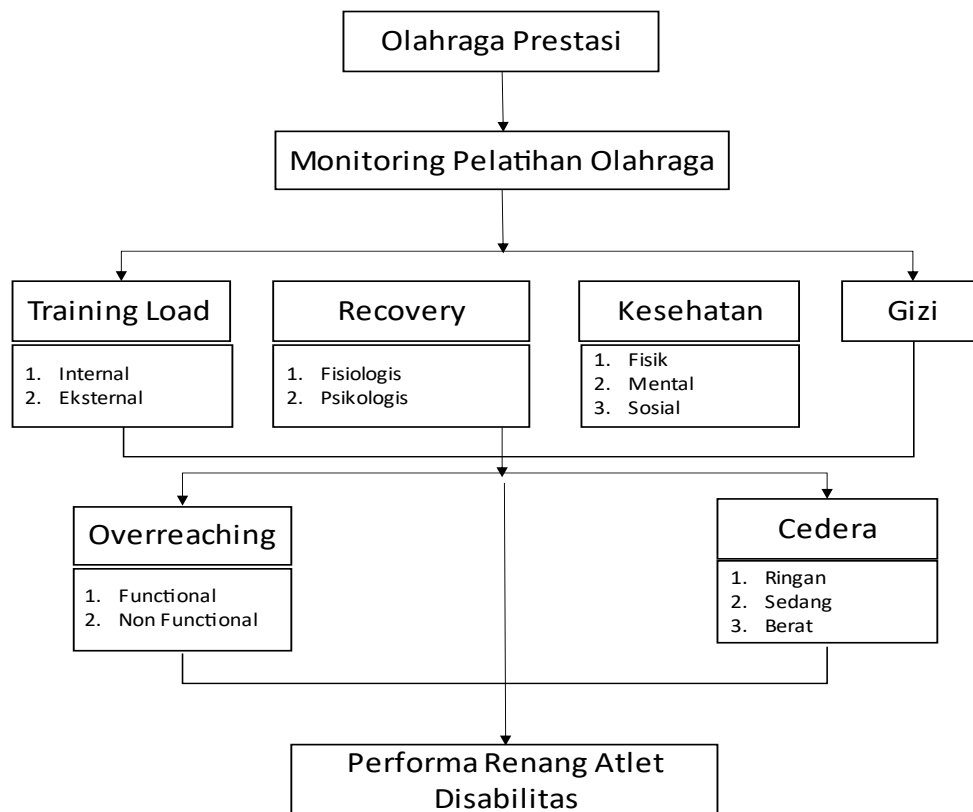 Olahraga Prestasi
Monitoring Pelatihan Olahraga
Training Load
1. Internal
2. Eksternal
Recovery
1. Fisiologis
2. Psikologis
Kesehatan
1. Fisik
2. Mental
3. Sosial
Gizi
Overreaching
1. Functional
2. Non Functional
Cedera
1. Ringan
2. Sedang
3. Berat
Performa Renang Atlet
Disabilitas